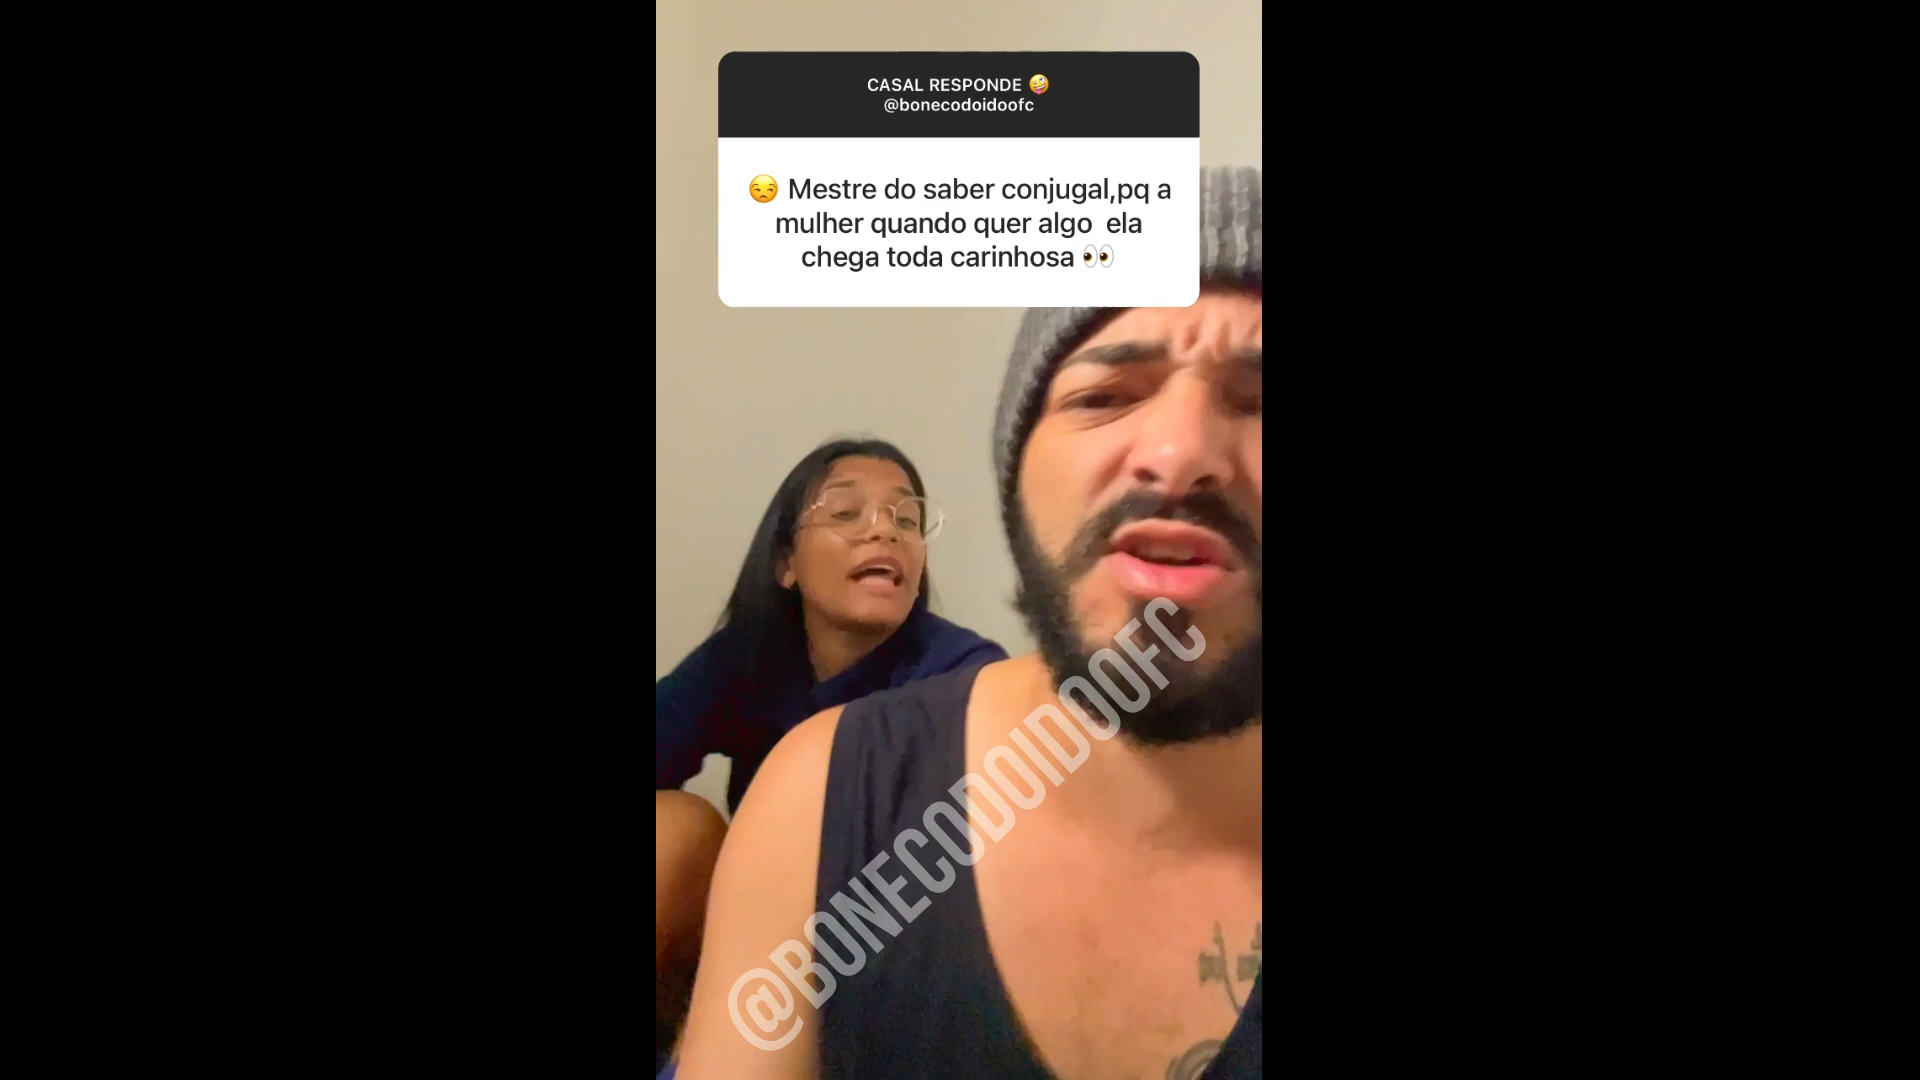 CASAL RESPONDE 🤪
@bonecodoidoofc
😒 Mestre do saber conjugal,pq a
mulher quando quer algo  ela
chega toda carinhosa 👀
@BONECODOIDOOFC